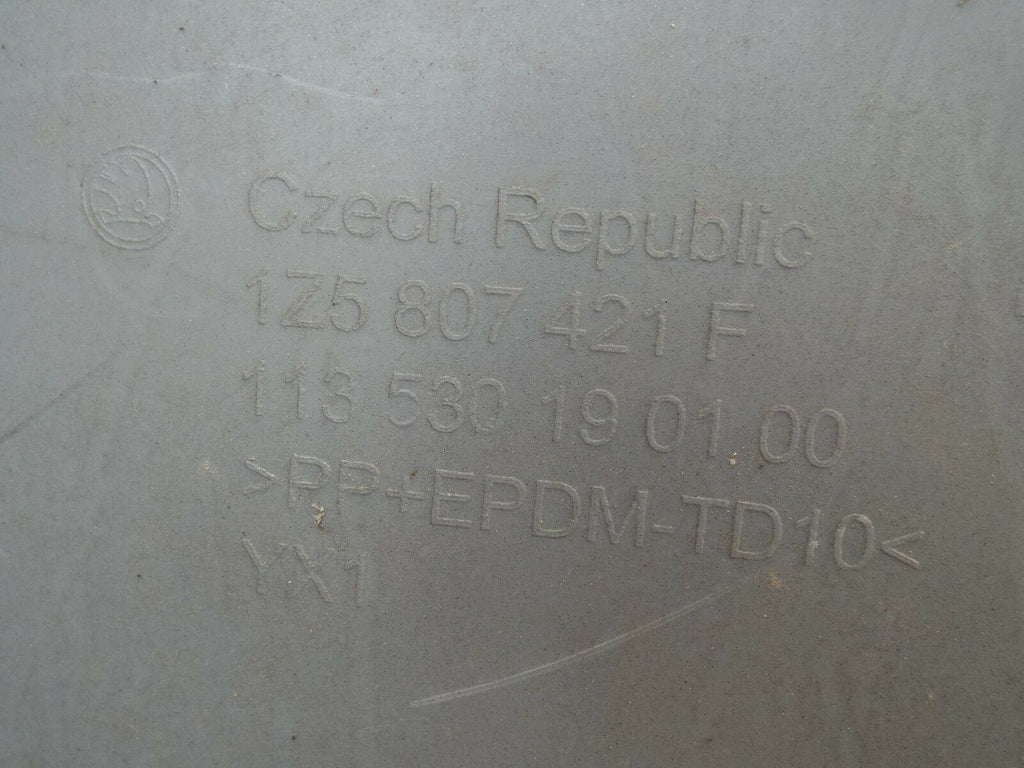 Czech Republic
1Z5 807 421 F
113 530 19 01.00
>PP+EPDM-TD10<
YX1